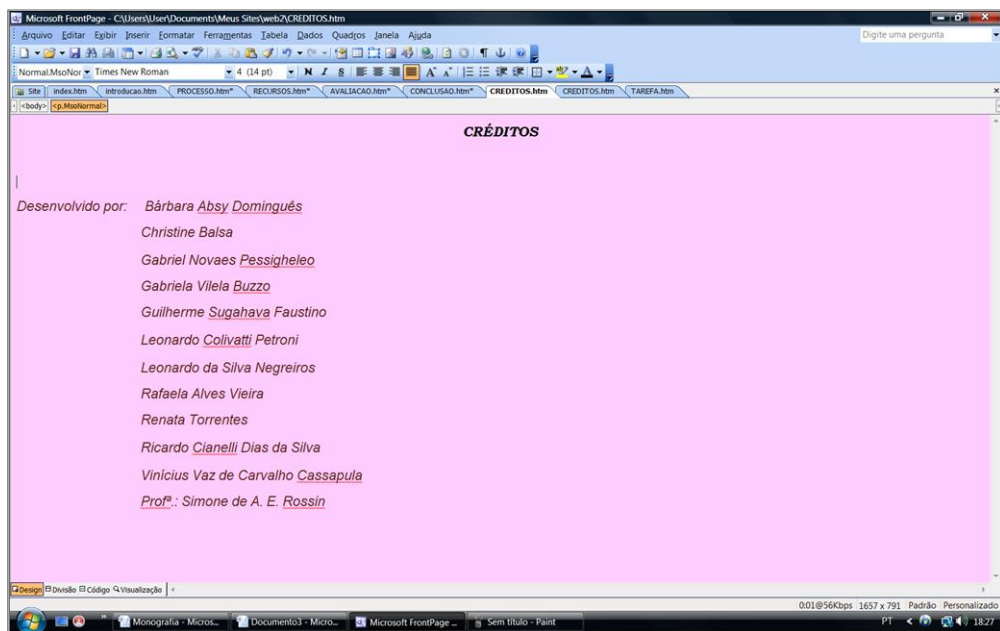 Microsoft FrontPage - C:\Users\User\Documents\Meus Sites\web2\CREDITOS.htm
Arquivo Editar Exibir Inserir Formatar Ferramentas Tabela Dados Quadros Janela Ajuda
Digite uma pergunta
Normal.MsoNor Times New Roman 4 (14 pt) N I S
Site index.htm introducao.htm PROCESSO.htm* RECURSOS.htm* AVALIACAO.htm* CONCLUSAO.htm* CREDITOS.htm CREDITOS.htm TAREFA.htm
<body> <p.MsoNormal>
CRÉDITOS
Desenvolvido por: Bárbara Absy Dominguês
Christine Balsa
Gabriel Novaes Pessigheleo
Gabriela Vilela Buzzo
Guilherme Sugahava Faustino
Leonardo Colivatti Petroni
Leonardo da Silva Negreiros
Rafaela Alves Vieira
Renata Torrentes
Ricardo Cianelli Dias da Silva
Vinícius Vaz de Carvalho Cassapula
Profª.: Simone de A. E. Rossin
Design Divisão Código Visualização
0:01@56Kbps 1657 x 791 Padrão Personalizado
Monografia - Micros... Documento3 - Micro... Microsoft FrontPage ... Sem título - Paint PT 18:27